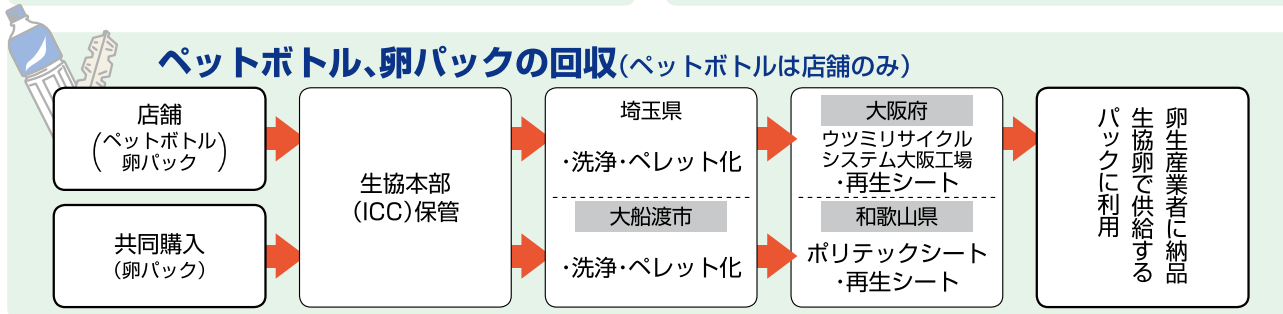 ペットボトル、卵パックの回収(ペットボトルは店舗のみ)
店舗
(ペットボトル
卵パック)
共同購入
(卵パック)
生協本部
(ICC)保管
埼玉県
・洗浄・ペレット化
大船渡市
・洗浄・ペレット化
大阪府
ウツミリサイクル
システム大阪工場
・再生シート
和歌山県
ポリテックシート
・再生シート
卵生産業者に納品
生協卵で供給する
パックに利用